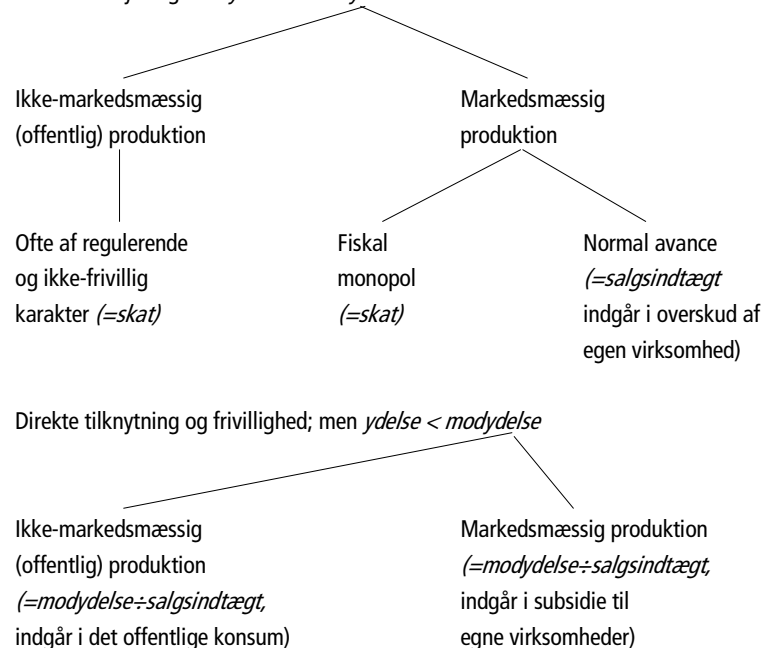 Ikke-markedsmæssig
(offentlig) produktion
Markedsmæssig
produktion
Ofte af regulerende
og ikke-frivillig
karakter (=skat)
Fiskal
monopol
(=skat)
Normal avance
(=salgsindtægt
indgår i overskud af
egen virksomhed)
Direkte tilknytning og frivillighed; men ydelse < modydelse
Ikke-markedsmæssig
(offentlig) produktion
(=modydelse÷salgsindtægt,
indgår i det offentlige konsum)
Markedsmæssig produktion
(=modydelse÷salgsindtægt,
indgår i subsidie til
egne virksomheder)